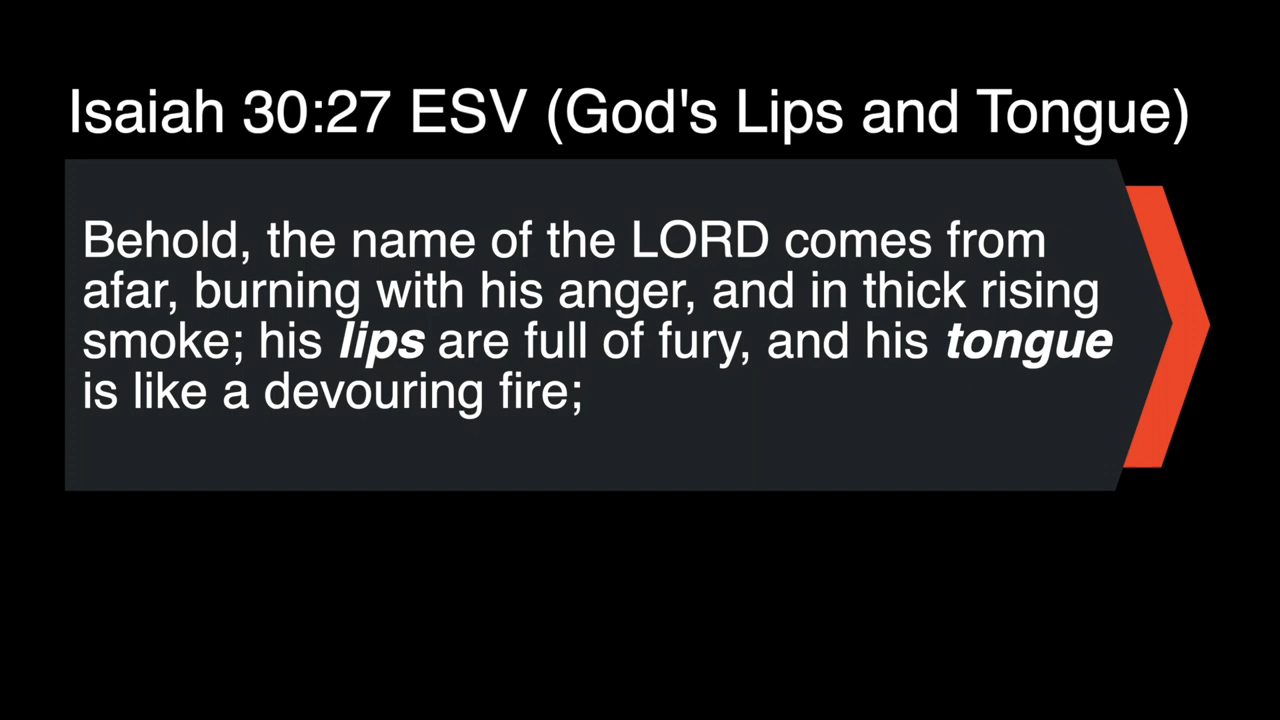 Isaiah 30:27 ESV (God's Lips and Tongue)
Behold, the name of the LORD comes from
afar, burning with his anger, and in thick rising
smoke; his lips are full of fury, and his tongue
is like a devouring fire;